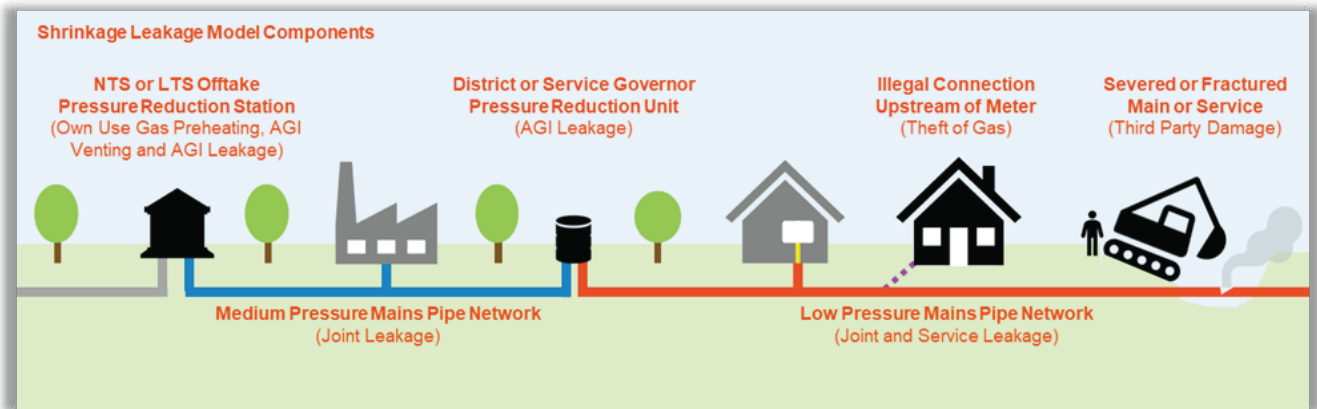 Shrinkage Leakage Model Components
NTS or LTS Offtake
Pressure Reduction Station
(Own Use Gas Preheating, AGI
Venting and AGI Leakage)
District or Service Governor
Pressure Reduction Unit
(AGI Leakage)
Illegal Connection
Upstream of Meter
(Theft of Gas)
Severed or Fractured
Main or Service
(Third Party Damage)
Medium Pressure Mains Pipe Network
(Joint Leakage)
Low Pressure Mains Pipe Network
(Joint and Service Leakage)